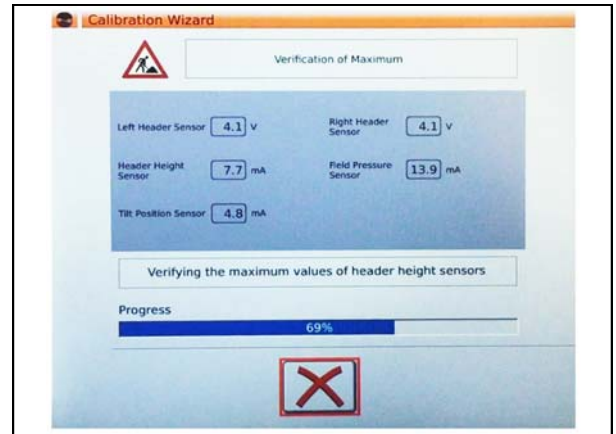 Calibration Wizard
Verification of Maximum
Left Header Sensor 4.1 V
Right Header
Sensor 4.1 V
Header Height
Sensor 7.7 mA
Field Pressure
Sensor 13.9 mA
Tilt Position Sensor 4.8 mA
Verifying the maximum values of header height sensors
Progress
69%